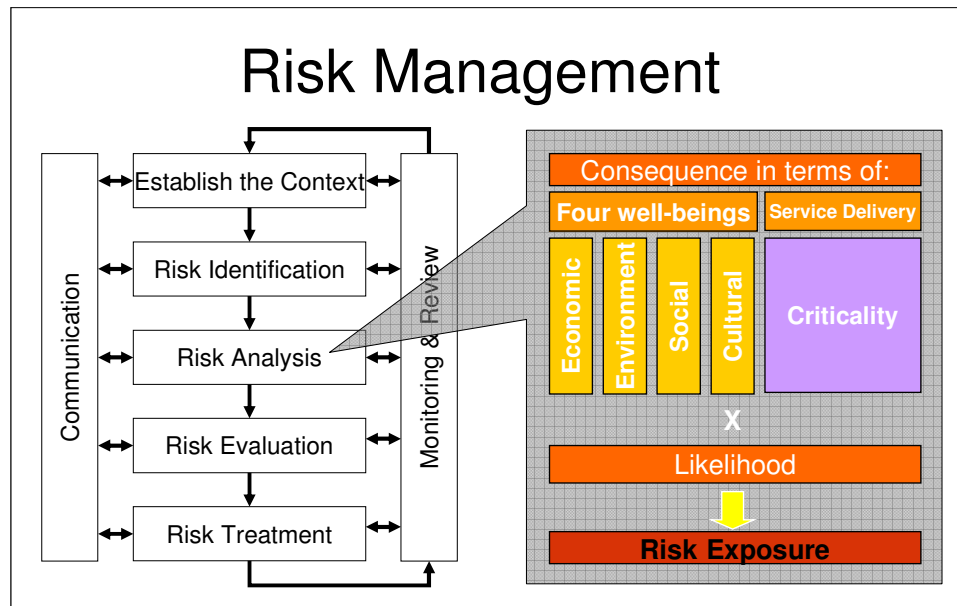 Risk Management
Communication
Establish the Context
Risk Identification
Risk Analysis
Risk Evaluation
Risk Treatment
Monitoring & Review
Consequence in terms of:
Four well-beings
Service Delivery
Economic
Environment
Social
Cultural
Criticality
X
Likelihood
Risk Exposure